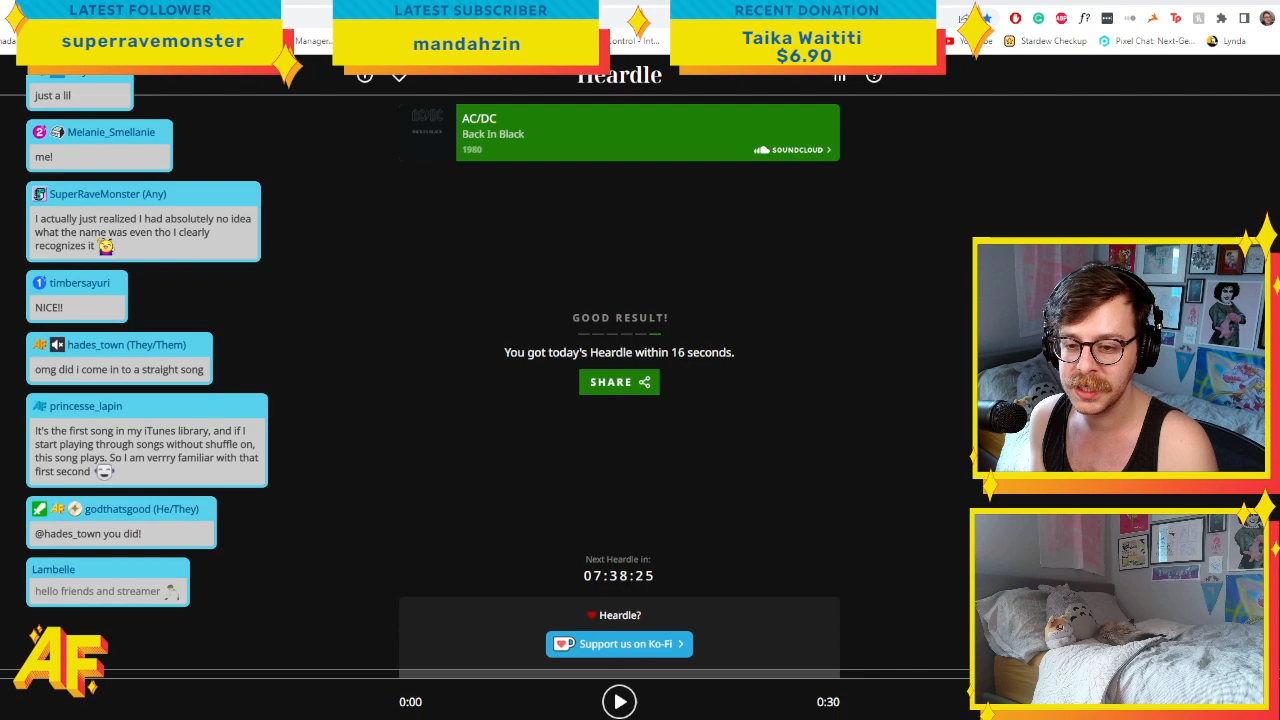 LATEST FOLLOWER
superravemonster
LATEST SUBSCRIBER
mandahzin
RECENT DONATION
Taika Waititi
$6.90
Manager...
ontrol - Int...
Stardew Checkup
Pixel Chat: Next-Ge...
Lynda
Heardle
just a lil
Melanie_Smellanie
me!
SuperRaveMonster (Any)
I actually just realized I had absolutely no idea
what the name was even tho I clearly
recognizes it
timbersayuri
NICE!!
hades_town (They/Them)
omg did i come in to a straight song
princesse_lapin
It's the first song in my iTunes library, and if I
start playing through songs without shuffle on,
this song plays. So I am verrry familiar with that
first second
godthatsgood (He/They)
@hades_town you did!
Lambelle
hello friends and streamer
AF
AC/DC
Back In Black
1980
SOUNDCLOUD
GOOD RESULT!
You got today's Heardle within 16 seconds.
SHARE
Next Heardle in:
07:38:25
Heardle?
Support us on Ko-Fi
0:00
0:30